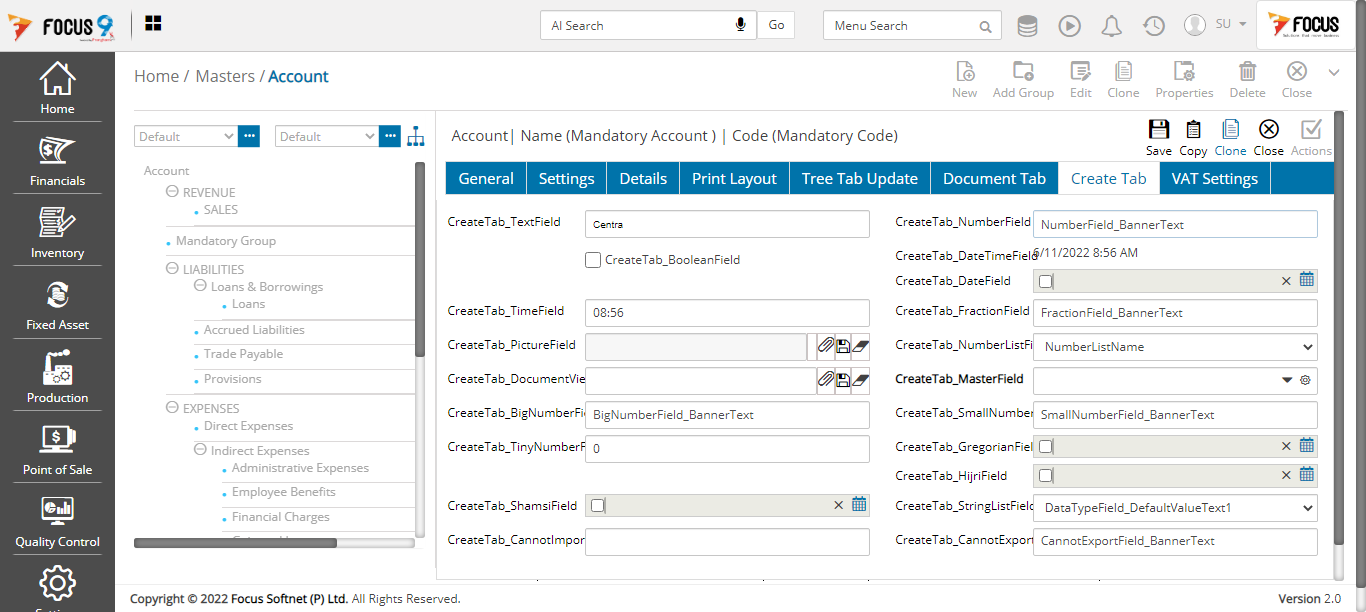 FOCUS 9
AI Search
Go
Menu Search
SU
FOCUS
Home
Financials
Inventory
Fixed Asset
Production
Point of Sale
Quality Control
Home / Masters / Account
New
Add Group
Edit
Clone
Properties
Delete
Close
Default
Default
Account
REVENUE
SALES
Mandatory Group
LIABILITIES
Loans & Borrowings
Loans
Accrued Liabilities
Trade Payable
Provisions
EXPENSES
Direct Expenses
Indirect Expenses
Administrative Expenses
Employee Benefits
Financial Charges
Account| Name (Mandatory Account ) | Code (Mandatory Code)
Save
Copy
Clone
Close
Actions
General
Settings
Details
Print Layout
Tree Tab Update
Document Tab
Create Tab
VAT Settings
CreateTab_TextField
Centra
CreateTab_NumberField
NumberField_BannerText
CreateTab_BooleanField
CreateTab_DateTimeField
6/11/2022 8:56 AM
CreateTab_DateField
CreateTab_TimeField
08:56
CreateTab_FractionField
FractionField_BannerText
CreateTab_PictureField
CreateTab_NumberListFi
NumberListName
CreateTab_DocumentVie
CreateTab_MasterField
CreateTab_BigNumberFi
BigNumberField_BannerText
CreateTab_SmallNumber
SmallNumberField_BannerText
CreateTab_TinyNumberF
0
CreateTab_GregorianFiel
CreateTab_HijriField
CreateTab_ShamsiField
CreateTab_StringListField
DataTypeField_DefaultValueText1
CreateTab_CannotImpor
CreateTab_CannotExport
CannotExportField_BannerText
Copyright © 2022 Focus Softnet (P) Ltd. All Rights Reserved.
Version 2.0